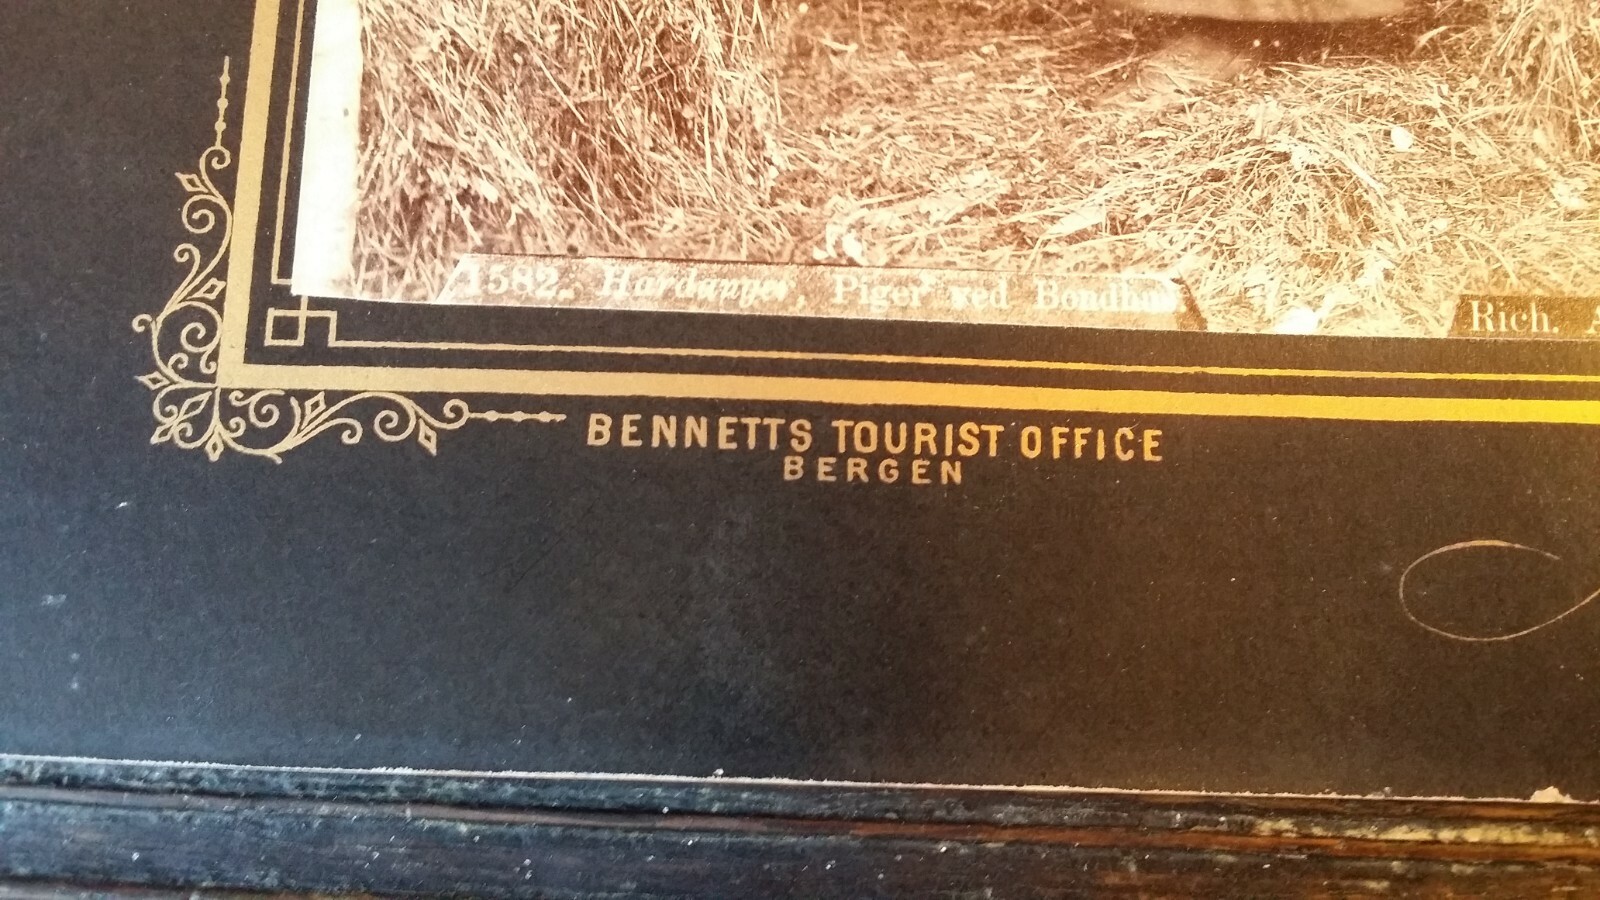 1582. Hardanger, Piger ved Bondhus
Rich. A
BENNETTS TOURIST OFFICE
BERGEN